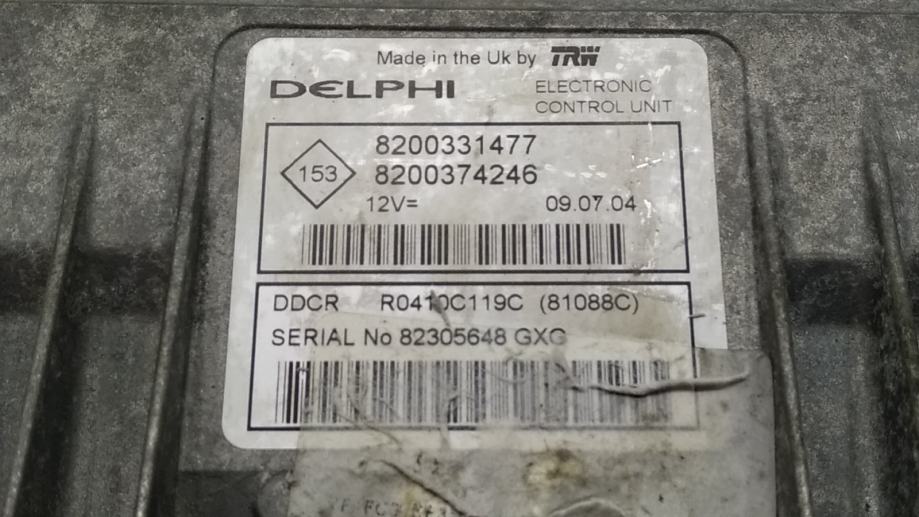 Made in the Uk by TRW
DELPHI
ELECTRONIC
CONTROL UNIT
153
8200331477
8200374246
12V=
09.07.04
DDCR R0410C119C (81088C)
SERIAL No 82305648 GXG